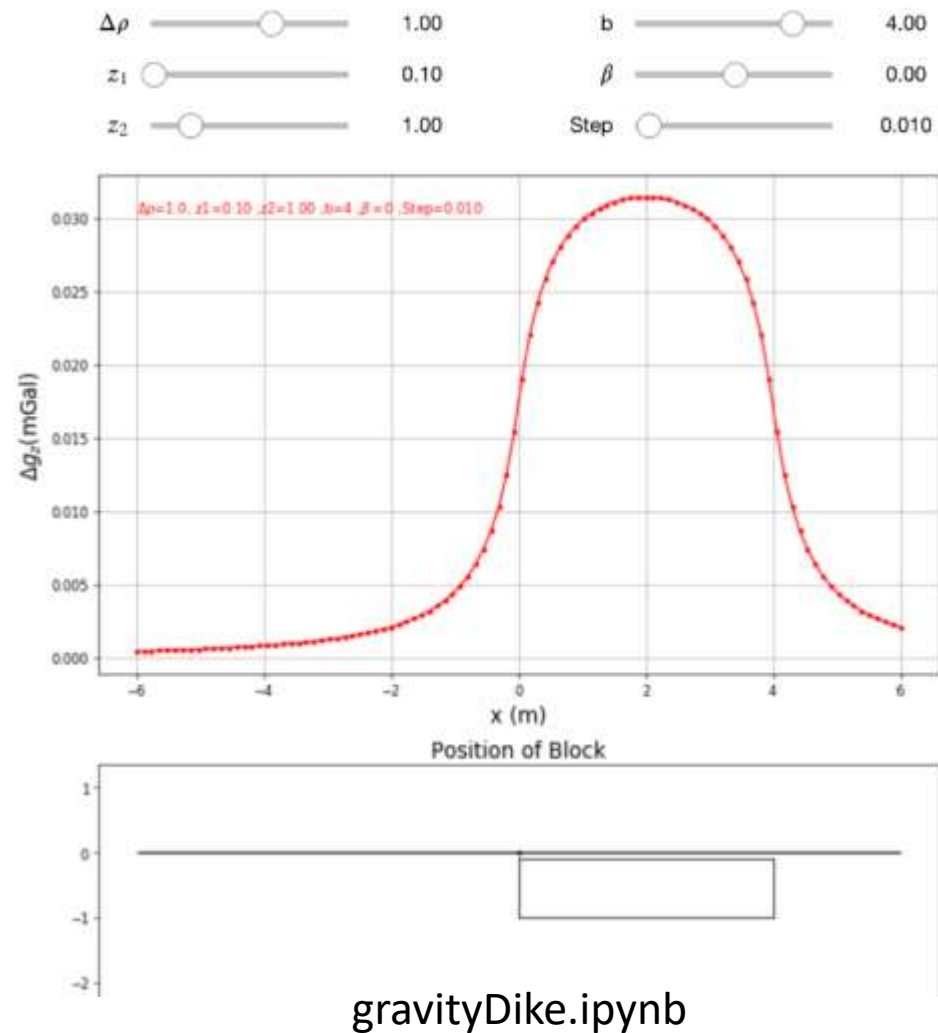 Δρ 1.00 b 4.00
z₁ 0.10 β 0.00
z₂ 1.00 Step 0.010
Δρ=1.0, z1=0.10 ,z2=1.00 ,b=4 ,β=0 ,Step=0.010
0.030
0.025
0.020
0.015
0.010
0.005
0.000
Δg_z(mGal)
−6 −4 −2 0 2 4 6
x (m)
Position of Block
1
0
−1
−2
gravityDike.ipynb